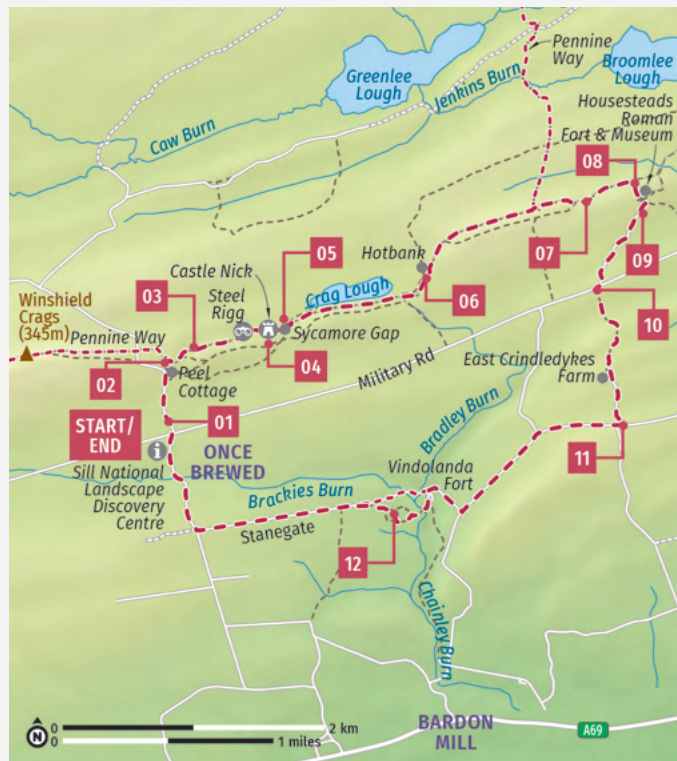 Pennine
Way
Broomlee
Lough
Greenlee
Lough
Jenkins Burn
Housesteads
Roman
Fort & Museum
Caw Burn
08
05
Hotbank
07
09
Castle Nick
03
Steel
Rigg
Crag Lough
06
Winshield
Crags
(345m)
Pennine Way
Sycamore Gap
10
04
02
Peel
Cottage
Military Rd
East Crindledykes
Farm
START/
END
01
Bradley Burn
11
ONCE
BREWED
i
Sill National
Landscape
Discovery
Centre
Vindolanda
Fort
Brackies Burn
Stanegate
12
Chainley Burn
0 2 km
N
0 1 miles
BARDON
MILL
A69